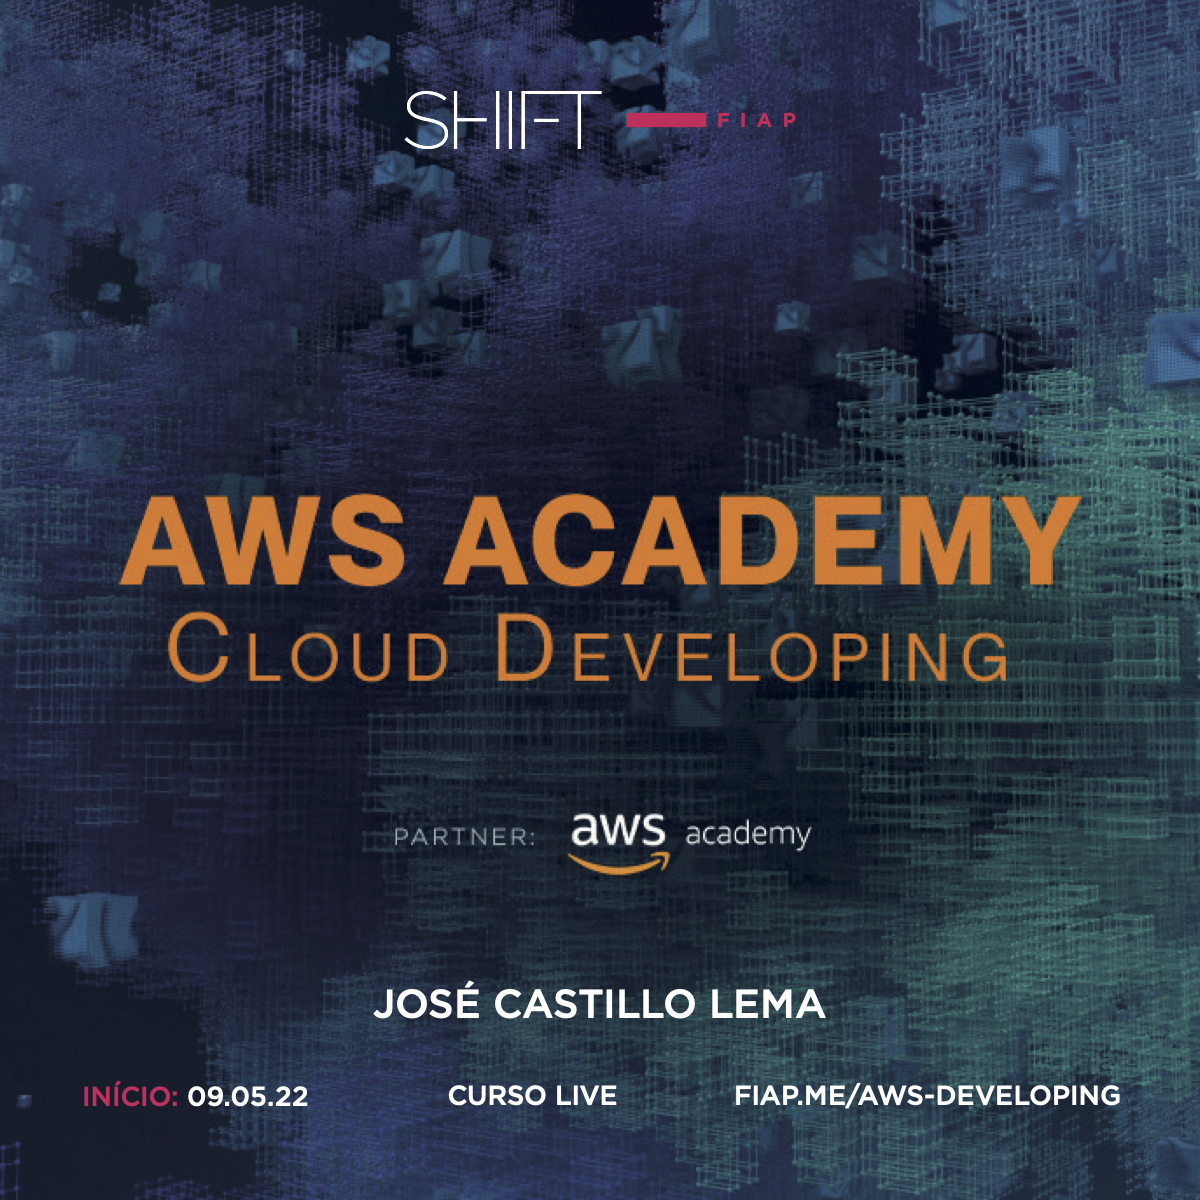 SHIFT FIAP
AWS ACADEMY
CLOUD DEVELOPING
PARTNER: aws academy
JOSÉ CASTILLO LEMA
INÍCIO: 09.05.22 CURSO LIVE FIAP.ME/AWS-DEVELOPING